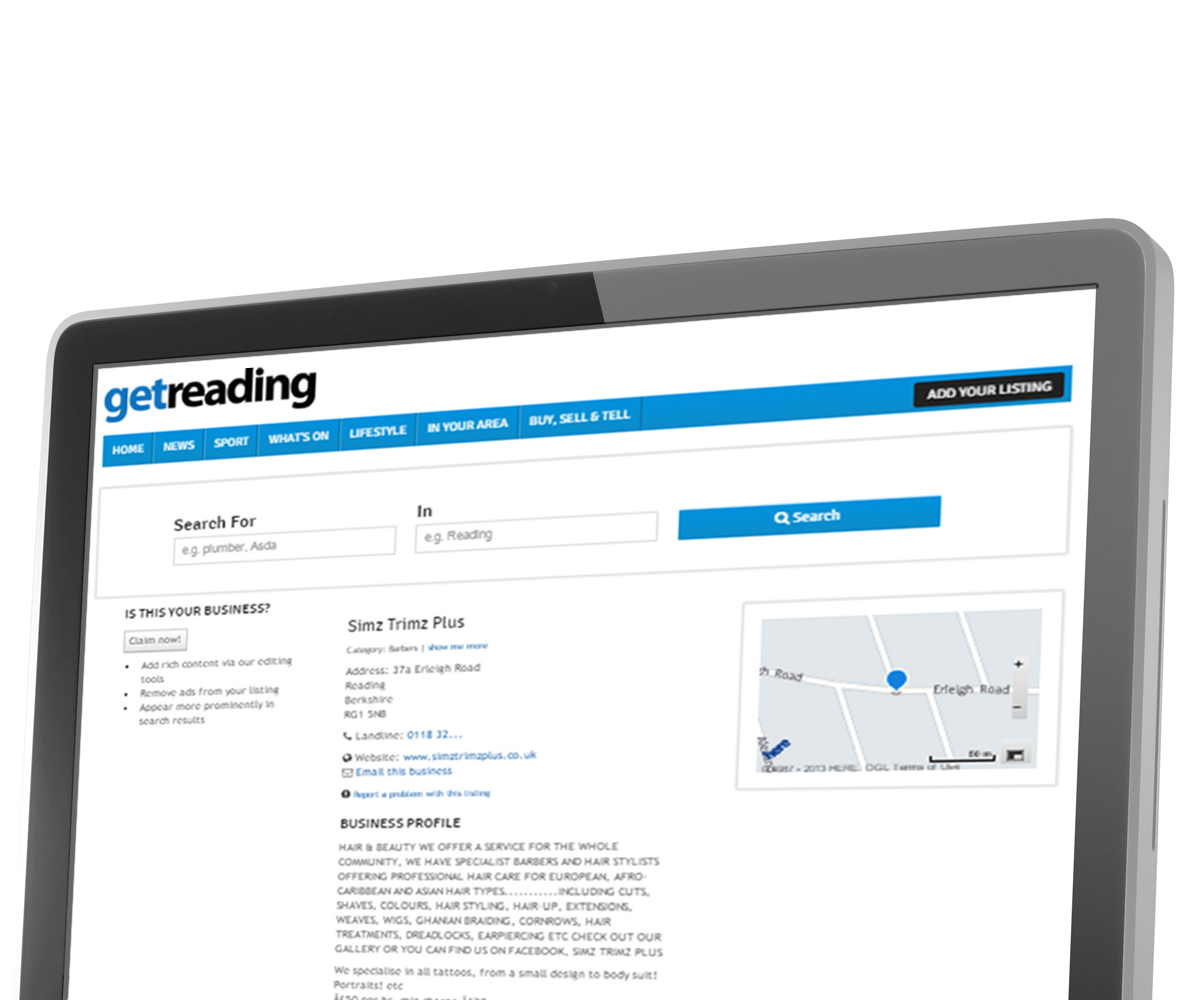 getreading
HOME NEWS SPORT WHAT'S ON LIFESTYLE IN YOUR AREA BUY, SELL & TELL ADD YOUR LISTING
Search For
e.g. plumber, Asda
In
e.g. Reading
Search
IS THIS YOUR BUSINESS?
Claim now!
• Add rich content via our editing
tools
• Remove ads from your listing
• Appear more prominently in
search results
Simz Trimz Plus
Category: Barbers | show me more
Address: 37a Erleigh Road
Reading
Berkshire
RG1 5NB
Landline: 0118 32...
Website: www.simztrimzplus.co.uk
Email this business
Report a problem with this listing
BUSINESS PROFILE
HAIR & BEAUTY WE OFFER A SERVICE FOR THE WHOLE
COMMUNITY, WE HAVE SPECIALIST BARBERS AND HAIR STYLISTS
OFFERING PROFESSIONAL HAIR CARE FOR EUROPEAN, AFRO-
CARIBBEAN AND ASIAN HAIR TYPES..........INCLUDING CUTS,
SHAVES, COLOURS, HAIR STYLING, HAIR-UP, EXTENSIONS,
WEAVES, WIGS, GHANIAN BRAIDING, CORNROWS, HAIR
TREATMENTS, DREADLOCKS, EARPIERCING ETC CHECK OUT OUR
GALLERY OR YOU CAN FIND US ON FACEBOOK, SIMZ TRIMZ PLUS
We specialise in all tattoos, from a small design to body suit!
Portraits! etc
th Road
Erleigh Road
+
−
here
50 m
2013 HERE, OGL Terms of Use